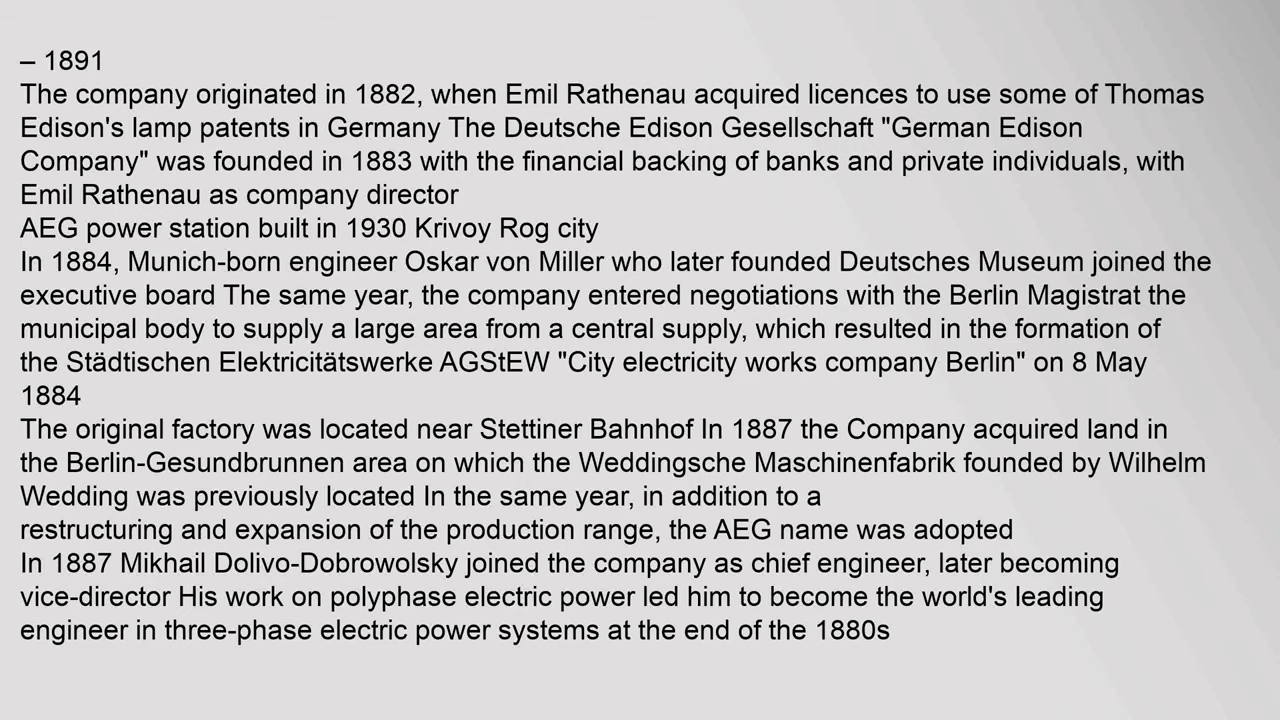 – 1891
The company originated in 1882, when Emil Rathenau acquired licences to use some of Thomas
Edison's lamp patents in Germany The Deutsche Edison Gesellschaft "German Edison
Company" was founded in 1883 with the financial backing of banks and private individuals, with
Emil Rathenau as company director
AEG power station built in 1930 Krivoy Rog city
In 1884, Munich-born engineer Oskar von Miller who later founded Deutsches Museum joined the
executive board The same year, the company entered negotiations with the Berlin Magistrat the
municipal body to supply a large area from a central supply, which resulted in the formation of
the Städtischen Elektricitätswerke AGStEW "City electricity works company Berlin" on 8 May
1884
The original factory was located near Stettiner Bahnhof In 1887 the Company acquired land in
the Berlin-Gesundbrunnen area on which the Weddingsche Maschinenfabrik founded by Wilhelm
Wedding was previously located In the same year, in addition to a
restructuring and expansion of the production range, the AEG name was adopted
In 1887 Mikhail Dolivo-Dobrowolsky joined the company as chief engineer, later becoming
vice-director His work on polyphase electric power led him to become the world's leading
engineer in three-phase electric power systems at the end of the 1880s